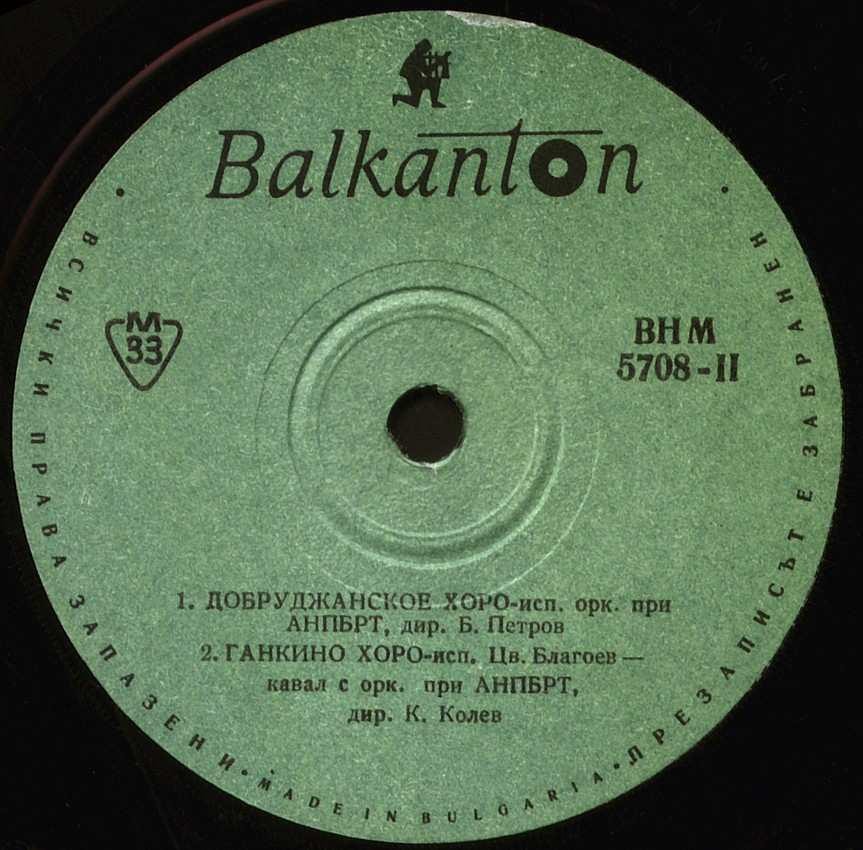 Balkanton
М
33
ВНМ
5708-II
1. ДОБРУДЖАНСКОЕ ХОРО-исп. орк. при
АНПБРТ, дир. Б. Петров
2. ГАНКИНО ХОРО-исп. Цв. Благоев —
кавал с орк. при АНПБРТ,
дир. К. Колев
ВСИЧКИ ПРАВА ЗАПАЗЕНИ • MADE IN BULGARIA • ПРЕЗАПИСЪТ Е ЗАБРАНЕН